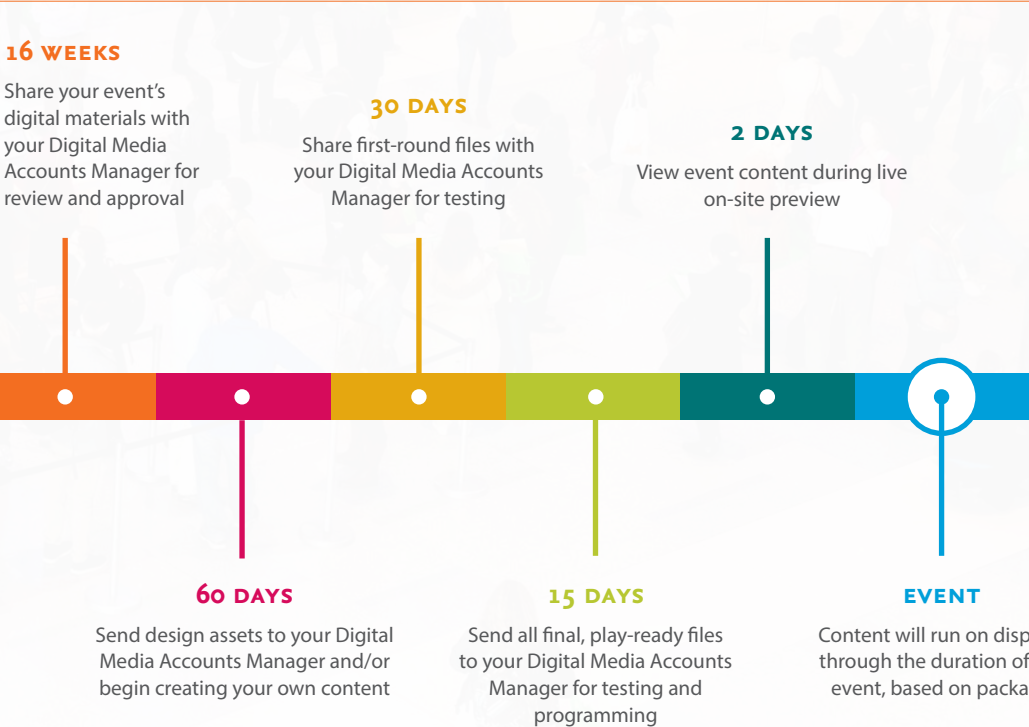 16 WEEKS
Share your event's
digital materials with
your Digital Media
Accounts Manager for
review and approval
60 DAYS
Send design assets to your Digital
Media Accounts Manager and/or
begin creating your own content
30 DAYS
Share first-round files with
your Digital Media Accounts
Manager for testing
15 DAYS
Send all final, play-ready files
to your Digital Media Accounts
Manager for testing and
programming
2 DAYS
View event content during live
on-site preview
EVENT
Content will run on
through the duration of
event, based on